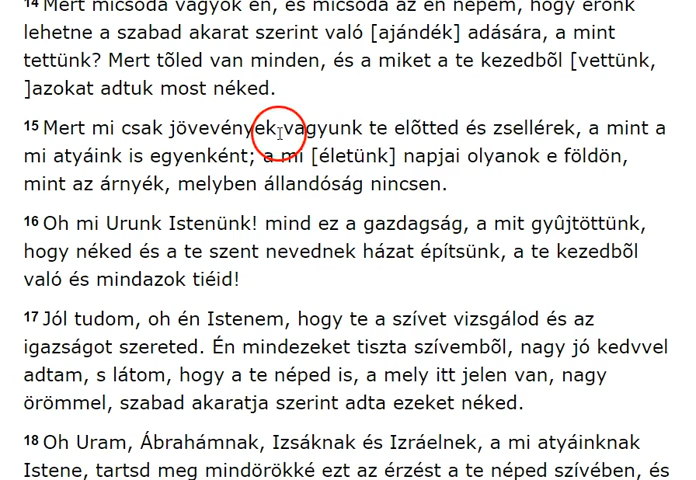 14 Mert micsoda vagyok én, és micsoda az én népem, hogy erőnk
lehetne a szabad akarat szerint való [ajándék] adására, a mint
tettünk? Mert tõled van minden, és a miket a te kezedbõl [vettünk,
]azokat adtuk most néked.
15 Mert mi csak jövevények vagyunk te elõtted és zsellérek, a mint a
mi atyáink is egyenként; a mi [életünk] napjai olyanok e földön,
mint az árnyék, melyben állandóság nincsen.
16 Oh mi Urunk Istenünk! mind ez a gazdagság, a mit gyûjtöttünk,
hogy néked és a te szent nevednek házat építsünk, a te kezedbõl
való és mindazok tiéid!
17 Jól tudom, oh én Istenem, hogy te a szívet vizsgálod és az
igazságot szereted. Én mindezeket tiszta szívembõl, nagy jó kedvvel
adtam, s látom, hogy a te néped is, a mely itt jelen van, nagy
örömmel, szabad akaratja szerint adta ezeket néked.
18 Oh Uram, Ábrahámnak, Izsáknak és Izráelnek, a mi atyáinknak
Istene, tartsd meg mindörökké ezt az érzést a te néped szívében, és